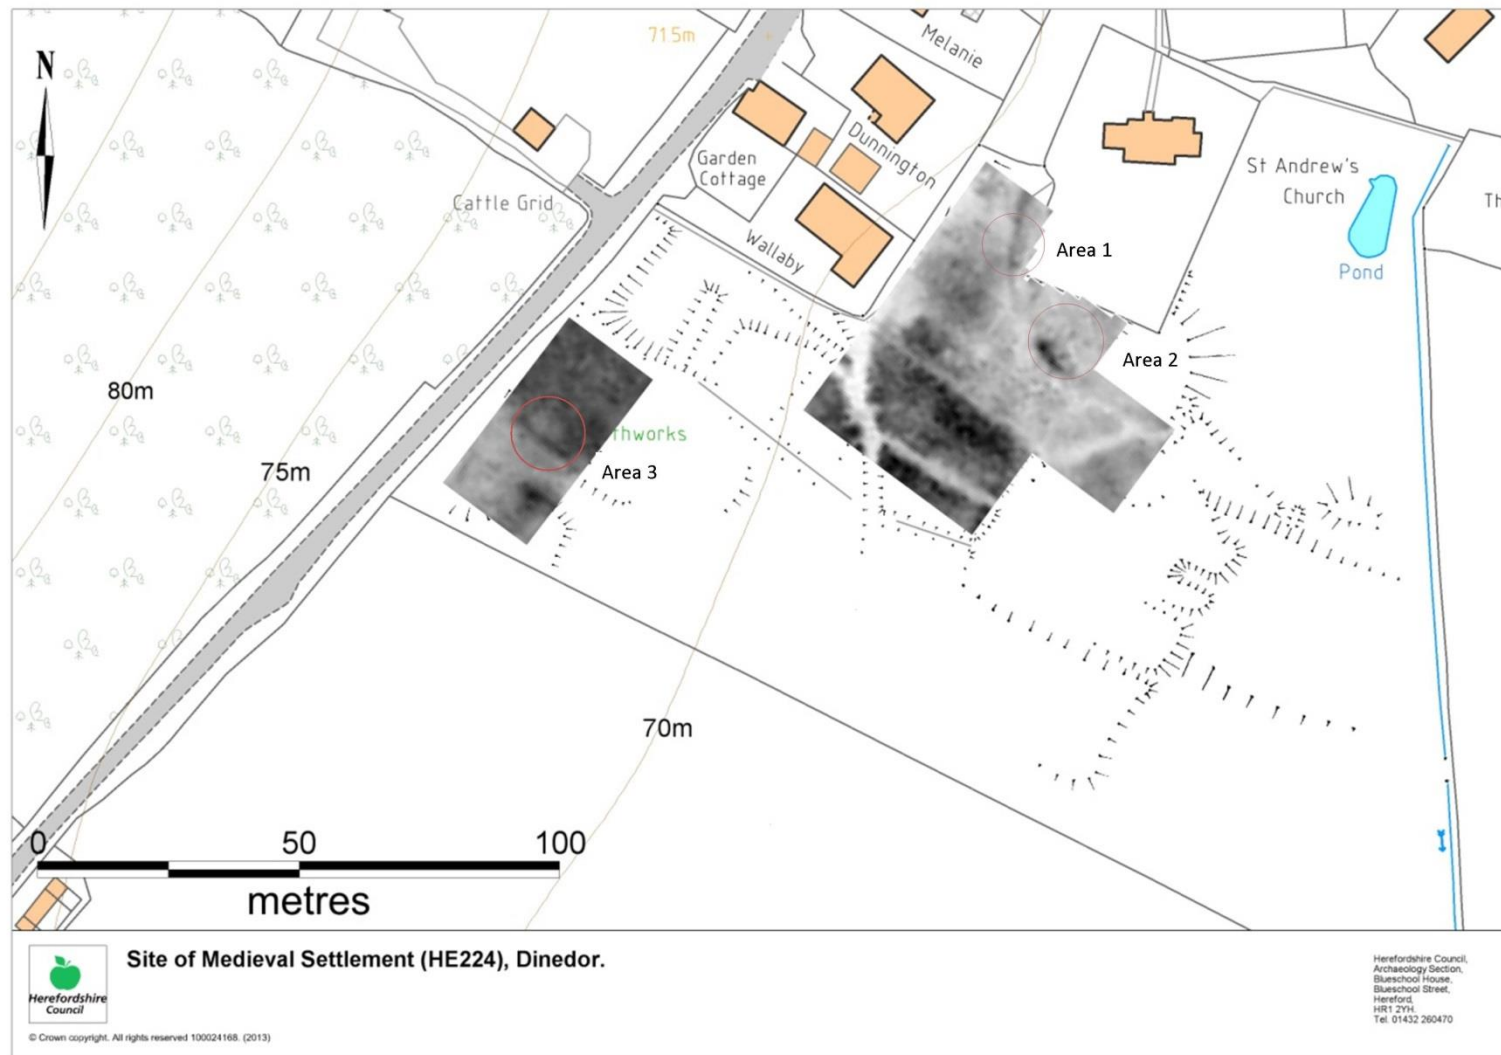 71.5m
Melanie
N
Dunnington
Garden
Cottage
St Andrew's
Church
Cattle Grid
Wallaby
Area 1
Pond
Area 2
80m
thworks
75m
Area 3
70m
0 50 100
metres
Site of Medieval Settlement (HE224), Dinedor.
Herefordshire
Council
© Crown copyright. All rights reserved 100024168. (2013)
Herefordshire Council,
Archaeology Section,
Blueschool House,
Blueschool Street,
Hereford,
HR1 2YH.
Tel. 01432 260470